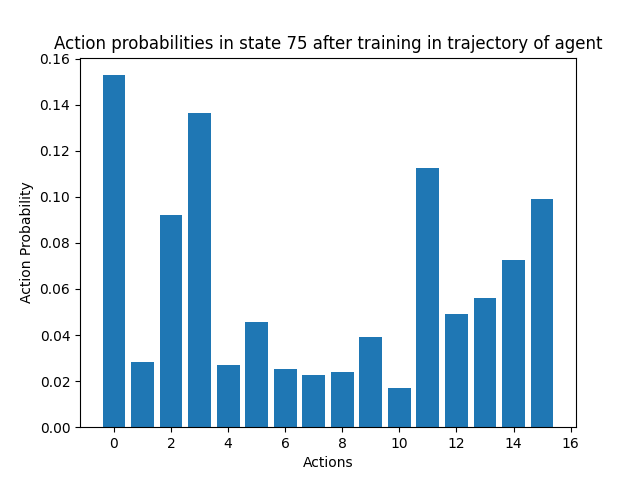 Action probabilities in state 75 after training in trajectory of agent
0.16
0.14
0.12
0.10
0.08
0.06
0.04
0.02
0.00
Action Probability
0 2 4 6 8 10 12 14 16
Actions